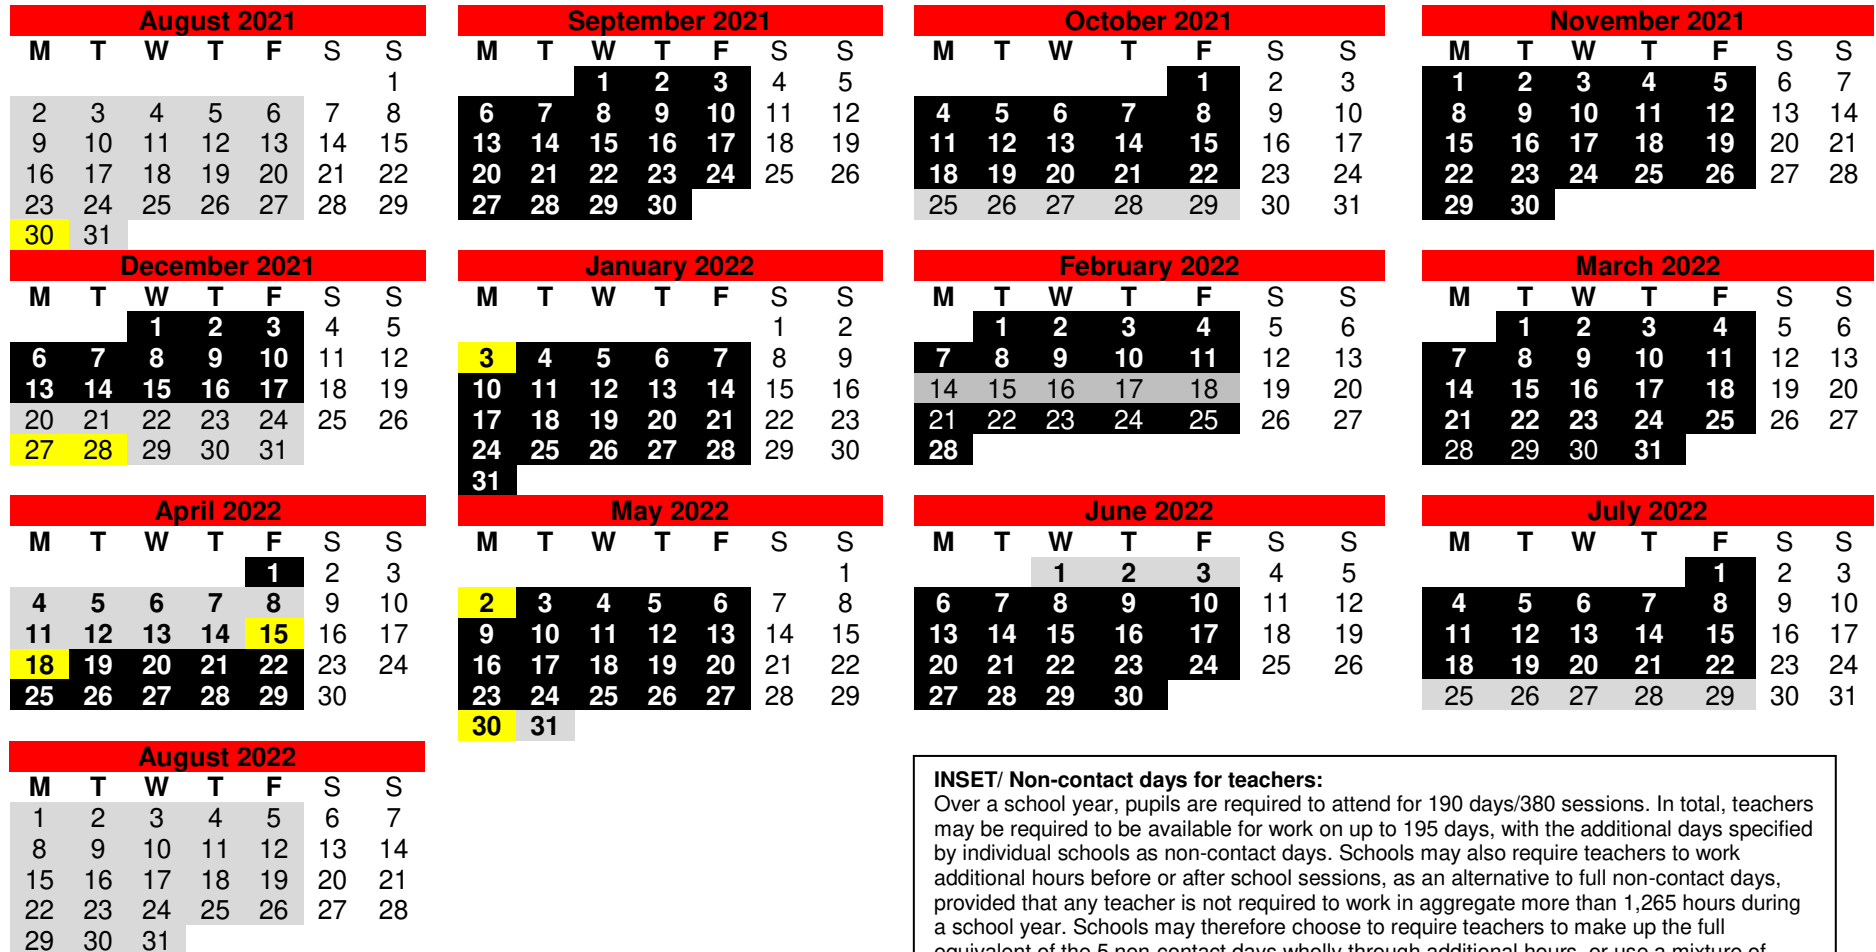 August 2021
M T W T F S S
1
2 3 4 5 6 7 8
9 10 11 12 13 14 15
16 17 18 19 20 21 22
23 24 25 26 27 28 29
30 31
September 2021
M T W T F S S
1 2 3 4 5
6 7 8 9 10 11 12
13 14 15 16 17 18 19
20 21 22 23 24 25 26
27 28 29 30
October 2021
M T W T F S S
1 2 3
4 5 6 7 8 9 10
11 12 13 14 15 16 17
18 19 20 21 22 23 24
25 26 27 28 29 30 31
November 2021
M T W T F S S
1 2 3 4 5 6 7
8 9 10 11 12 13 14
15 16 17 18 19 20 21
22 23 24 25 26 27 28
29 30
December 2021
M T W T F S S
1 2 3 4 5
6 7 8 9 10 11 12
13 14 15 16 17 18 19
20 21 22 23 24 25 26
27 28 29 30 31
January 2022
M T W T F S S
1 2
3 4 5 6 7 8 9
10 11 12 13 14 15 16
17 18 19 20 21 22 23
24 25 26 27 28 29 30
31
February 2022
M T W T F S S
1 2 3 4 5 6
7 8 9 10 11 12 13
14 15 16 17 18 19 20
21 22 23 24 25 26 27
28
March 2022
M T W T F S S
1 2 3 4 5 6
7 8 9 10 11 12 13
14 15 16 17 18 19 20
21 22 23 24 25 26 27
28 29 30 31
April 2022
M T W T F S S
1 2 3
4 5 6 7 8 9 10
11 12 13 14 15 16 17
18 19 20 21 22 23 24
25 26 27 28 29 30
May 2022
M T W T F S S
1
2 3 4 5 6 7 8
9 10 11 12 13 14 15
16 17 18 19 20 21 22
23 24 25 26 27 28 29
30 31
June 2022
M T W T F S S
1 2 3 4 5
6 7 8 9 10 11 12
13 14 15 16 17 18 19
20 21 22 23 24 25 26
27 28 29 30
July 2022
M T W T F S S
1 2 3
4 5 6 7 8 9 10
11 12 13 14 15 16 17
18 19 20 21 22 23 24
25 26 27 28 29 30 31
August 2022
M T W T F S S
1 2 3 4 5 6 7
8 9 10 11 12 13 14
15 16 17 18 19 20 21
22 23 24 25 26 27 28
29 30 31
INSET/ Non-contact days for teachers:
Over a school year, pupils are required to attend for 190 days/380 sessions. In total, teachers
may be required to be available for work on up to 195 days, with the additional days specified
by individual schools as non-contact days. Schools may also require teachers to work
additional hours before or after school sessions, as an alternative to full non-contact days,
provided that any teacher is not required to work in aggregate more than 1,265 hours during
a school year. Schools may therefore choose to require teachers to make up the full
equivalent of the 5 non-contact days wholly through additional hours, or use a mixture of